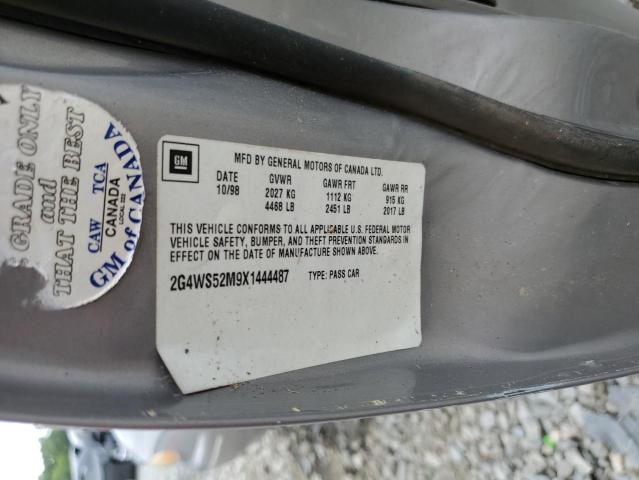 GRADE ONLY
and
THAT THE BEST
CAW TCA
CANADA
LOCAL 222
GM of CANADA
GM
MFD BY GENERAL MOTORS OF CANADA LTD.
DATE GVWR GAWR FRT GAWR RR
10/98 2027 KG 1112 KG 915 KG
4468 LB 2451 LB 2017 LB
THIS VEHICLE CONFORMS TO ALL APPLICABLE U.S. FEDERAL MOTOR
VEHICLE SAFETY, BUMPER, AND THEFT PREVENTION STANDARDS IN
EFFECT ON THE DATE OF MANUFACTURE SHOWN ABOVE.
2G4WS52M9X1444487 TYPE: PASS CAR